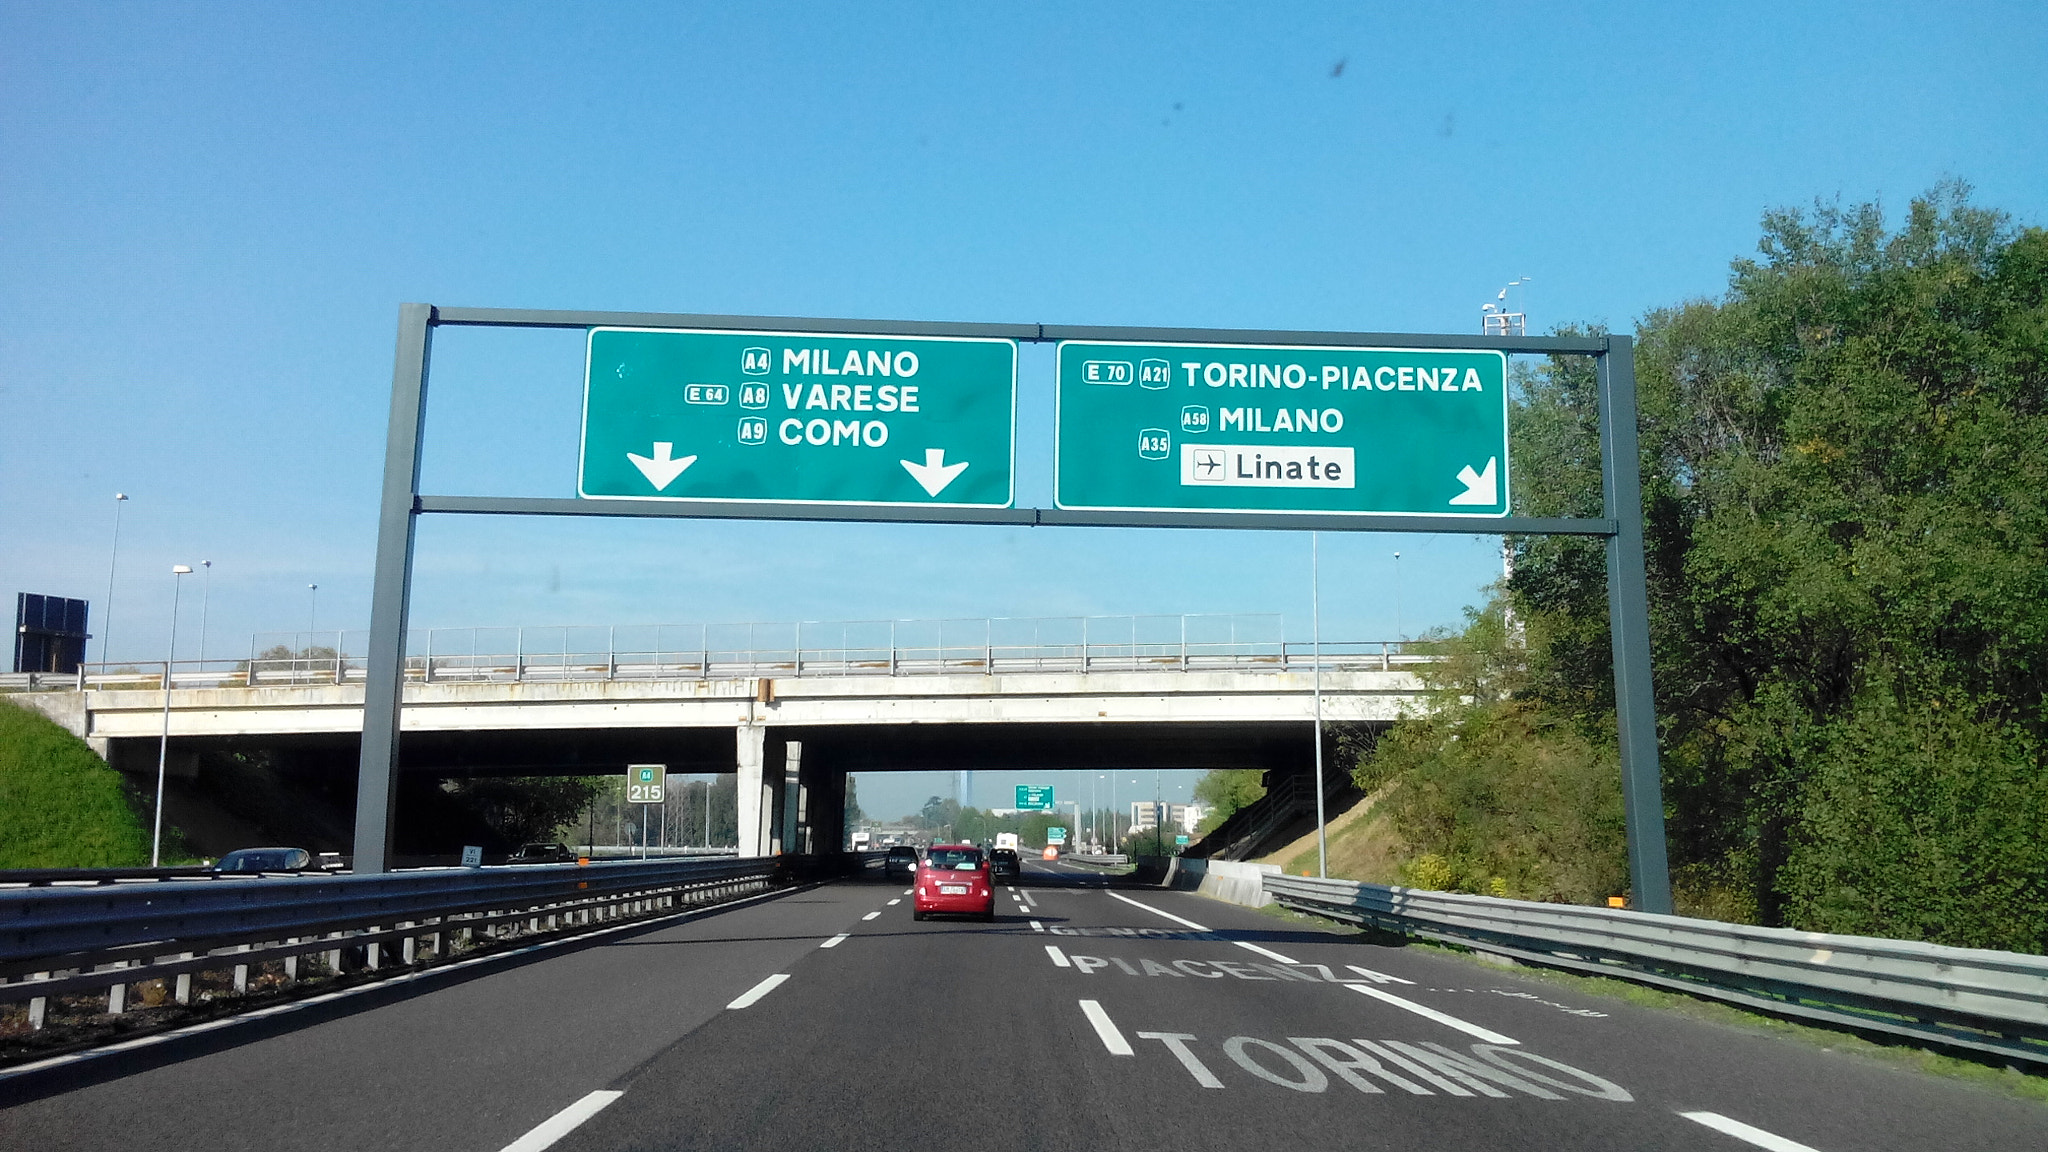 A4 MILANO
E 64 A8 VARESE
A9 COMO
E 70 A21 TORINO-PIACENZA
A58 MILANO
A35
Linate
A4
215
PIACENZA
TORINO